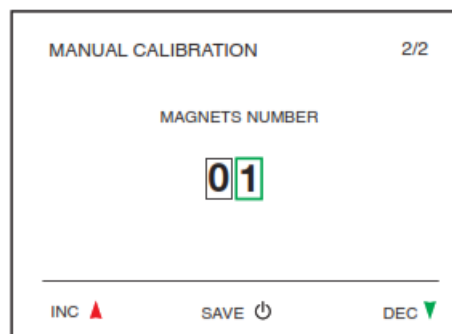 MANUAL CALIBRATION 2/2
MAGNETS NUMBER
01
INC SAVE DEC